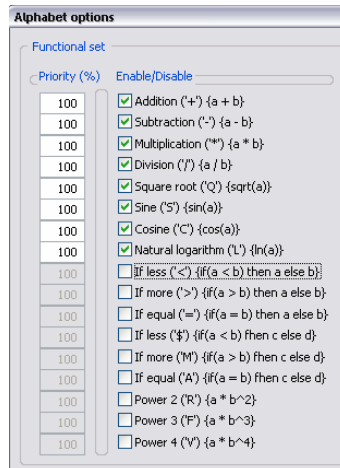 Alphabet options
Functional set
Priority (%) Enable/Disable
100 Addition ('+') {a + b}
100 Subtraction ('-') {a - b}
100 Multiplication ('*') {a * b}
100 Division ('/') {a / b}
100 Square root ('Q') {sqrt(a)}
100 Sine ('S') {sin(a)}
100 Cosine ('C') {cos(a)}
100 Natural logarithm ('L') {ln(a)}
100 If less ('<') {if(a < b) then a else b}
100 If more ('>') {if(a > b) then a else b}
100 If equal ('=') {if(a = b) then a else b}
100 If less ('$') {if(a < b) fhen c else d}
100 If more ('M') {if(a > b) fhen c else d}
100 If equal ('A') {if(a = b) fhen c else d}
100 Power 2 ('R') {a * b^2}
100 Power 3 ('F') {a * b^3}
100 Power 4 ('V') {a * b^4}